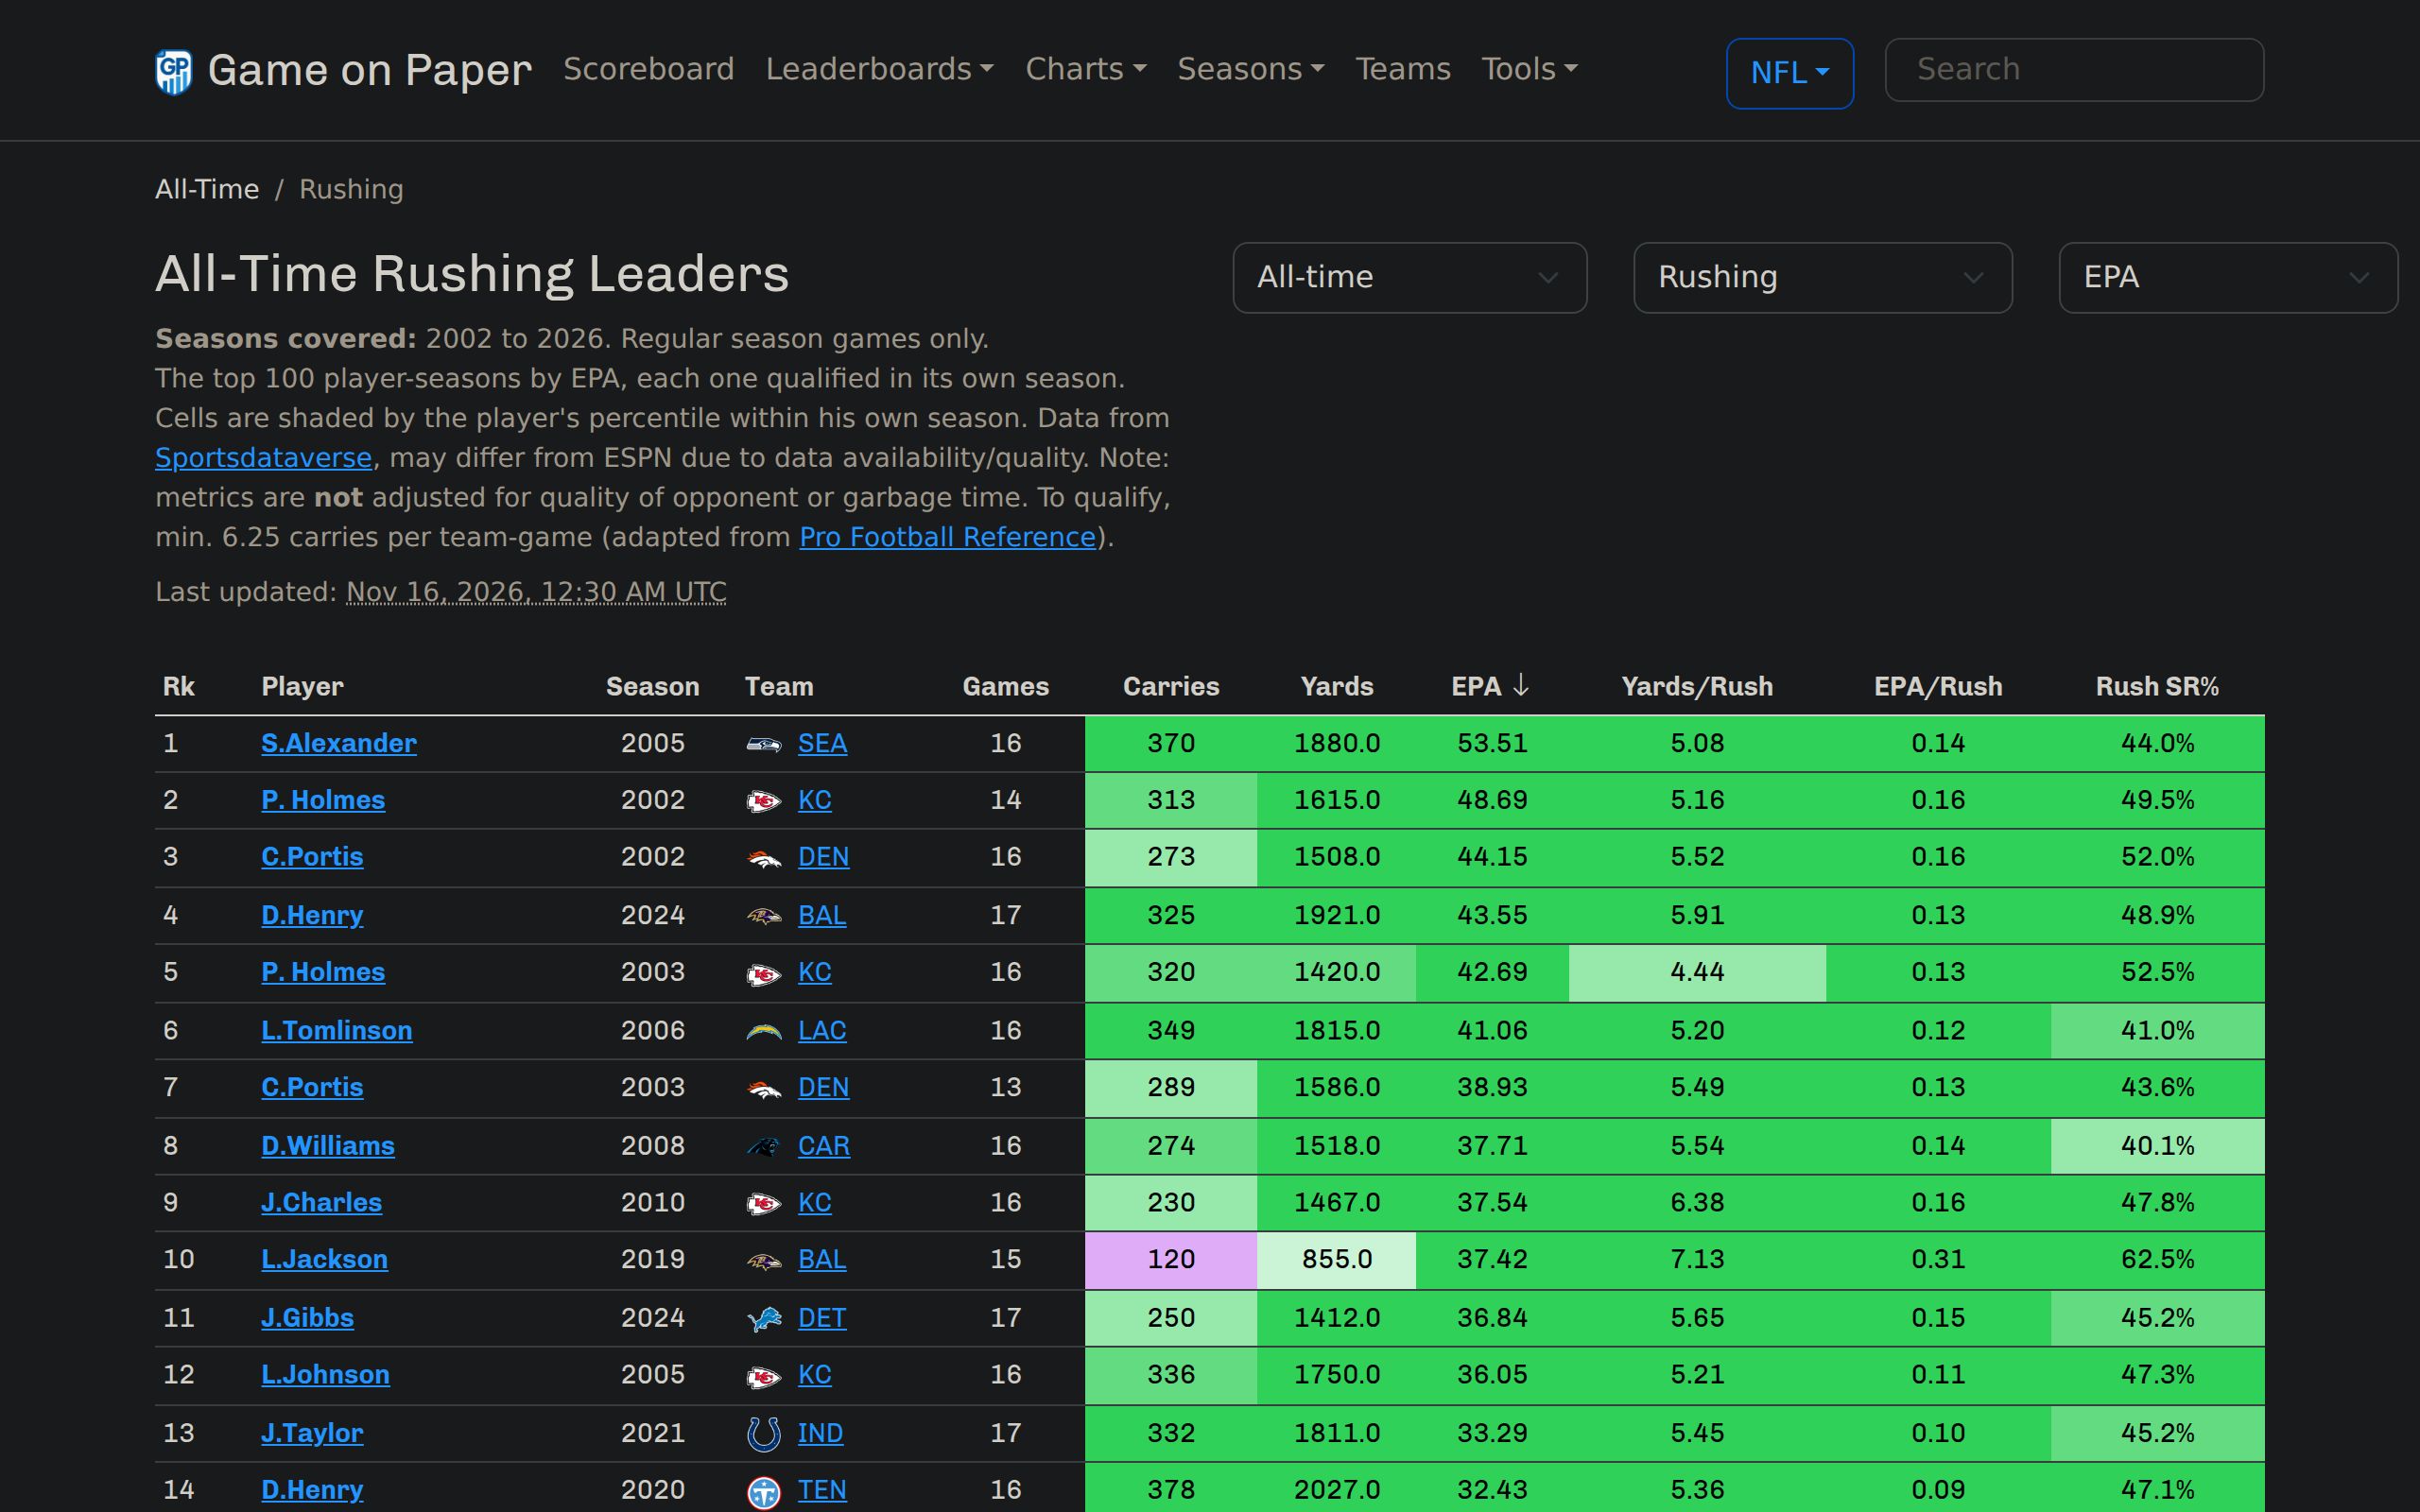 GP Game on Paper Scoreboard Leaderboards Charts Seasons Teams Tools NFL Search
All-Time / Rushing
All-Time Rushing Leaders
All-time Rushing EPA
Seasons covered: 2002 to 2026. Regular season games only.
The top 100 player-seasons by EPA, each one qualified in its own season.
Cells are shaded by the player's percentile within his own season. Data from
Sportsdataverse, may differ from ESPN due to data availability/quality. Note:
metrics are not adjusted for quality of opponent or garbage time. To qualify,
min. 6.25 carries per team-game (adapted from Pro Football Reference).
Last updated: Nov 16, 2026, 12:30 AM UTC
Rk Player Season Team Games Carries Yards EPA ↓ Yards/Rush EPA/Rush Rush SR%
1 S.Alexander 2005 SEA 16 370 1880.0 53.51 5.08 0.14 44.0%
2 P. Holmes 2002 KC 14 313 1615.0 48.69 5.16 0.16 49.5%
3 C.Portis 2002 DEN 16 273 1508.0 44.15 5.52 0.16 52.0%
4 D.Henry 2024 BAL 17 325 1921.0 43.55 5.91 0.13 48.9%
5 P. Holmes 2003 KC 16 320 1420.0 42.69 4.44 0.13 52.5%
6 L.Tomlinson 2006 LAC 16 349 1815.0 41.06 5.20 0.12 41.0%
7 C.Portis 2003 DEN 13 289 1586.0 38.93 5.49 0.13 43.6%
8 D.Williams 2008 CAR 16 274 1518.0 37.71 5.54 0.14 40.1%
9 J.Charles 2010 KC 16 230 1467.0 37.54 6.38 0.16 47.8%
10 L.Jackson 2019 BAL 15 120 855.0 37.42 7.13 0.31 62.5%
11 J.Gibbs 2024 DET 17 250 1412.0 36.84 5.65 0.15 45.2%
12 L.Johnson 2005 KC 16 336 1750.0 36.05 5.21 0.11 47.3%
13 J.Taylor 2021 IND 17 332 1811.0 33.29 5.45 0.10 45.2%
14 D.Henry 2020 TEN 16 378 2027.0 32.43 5.36 0.09 47.1%